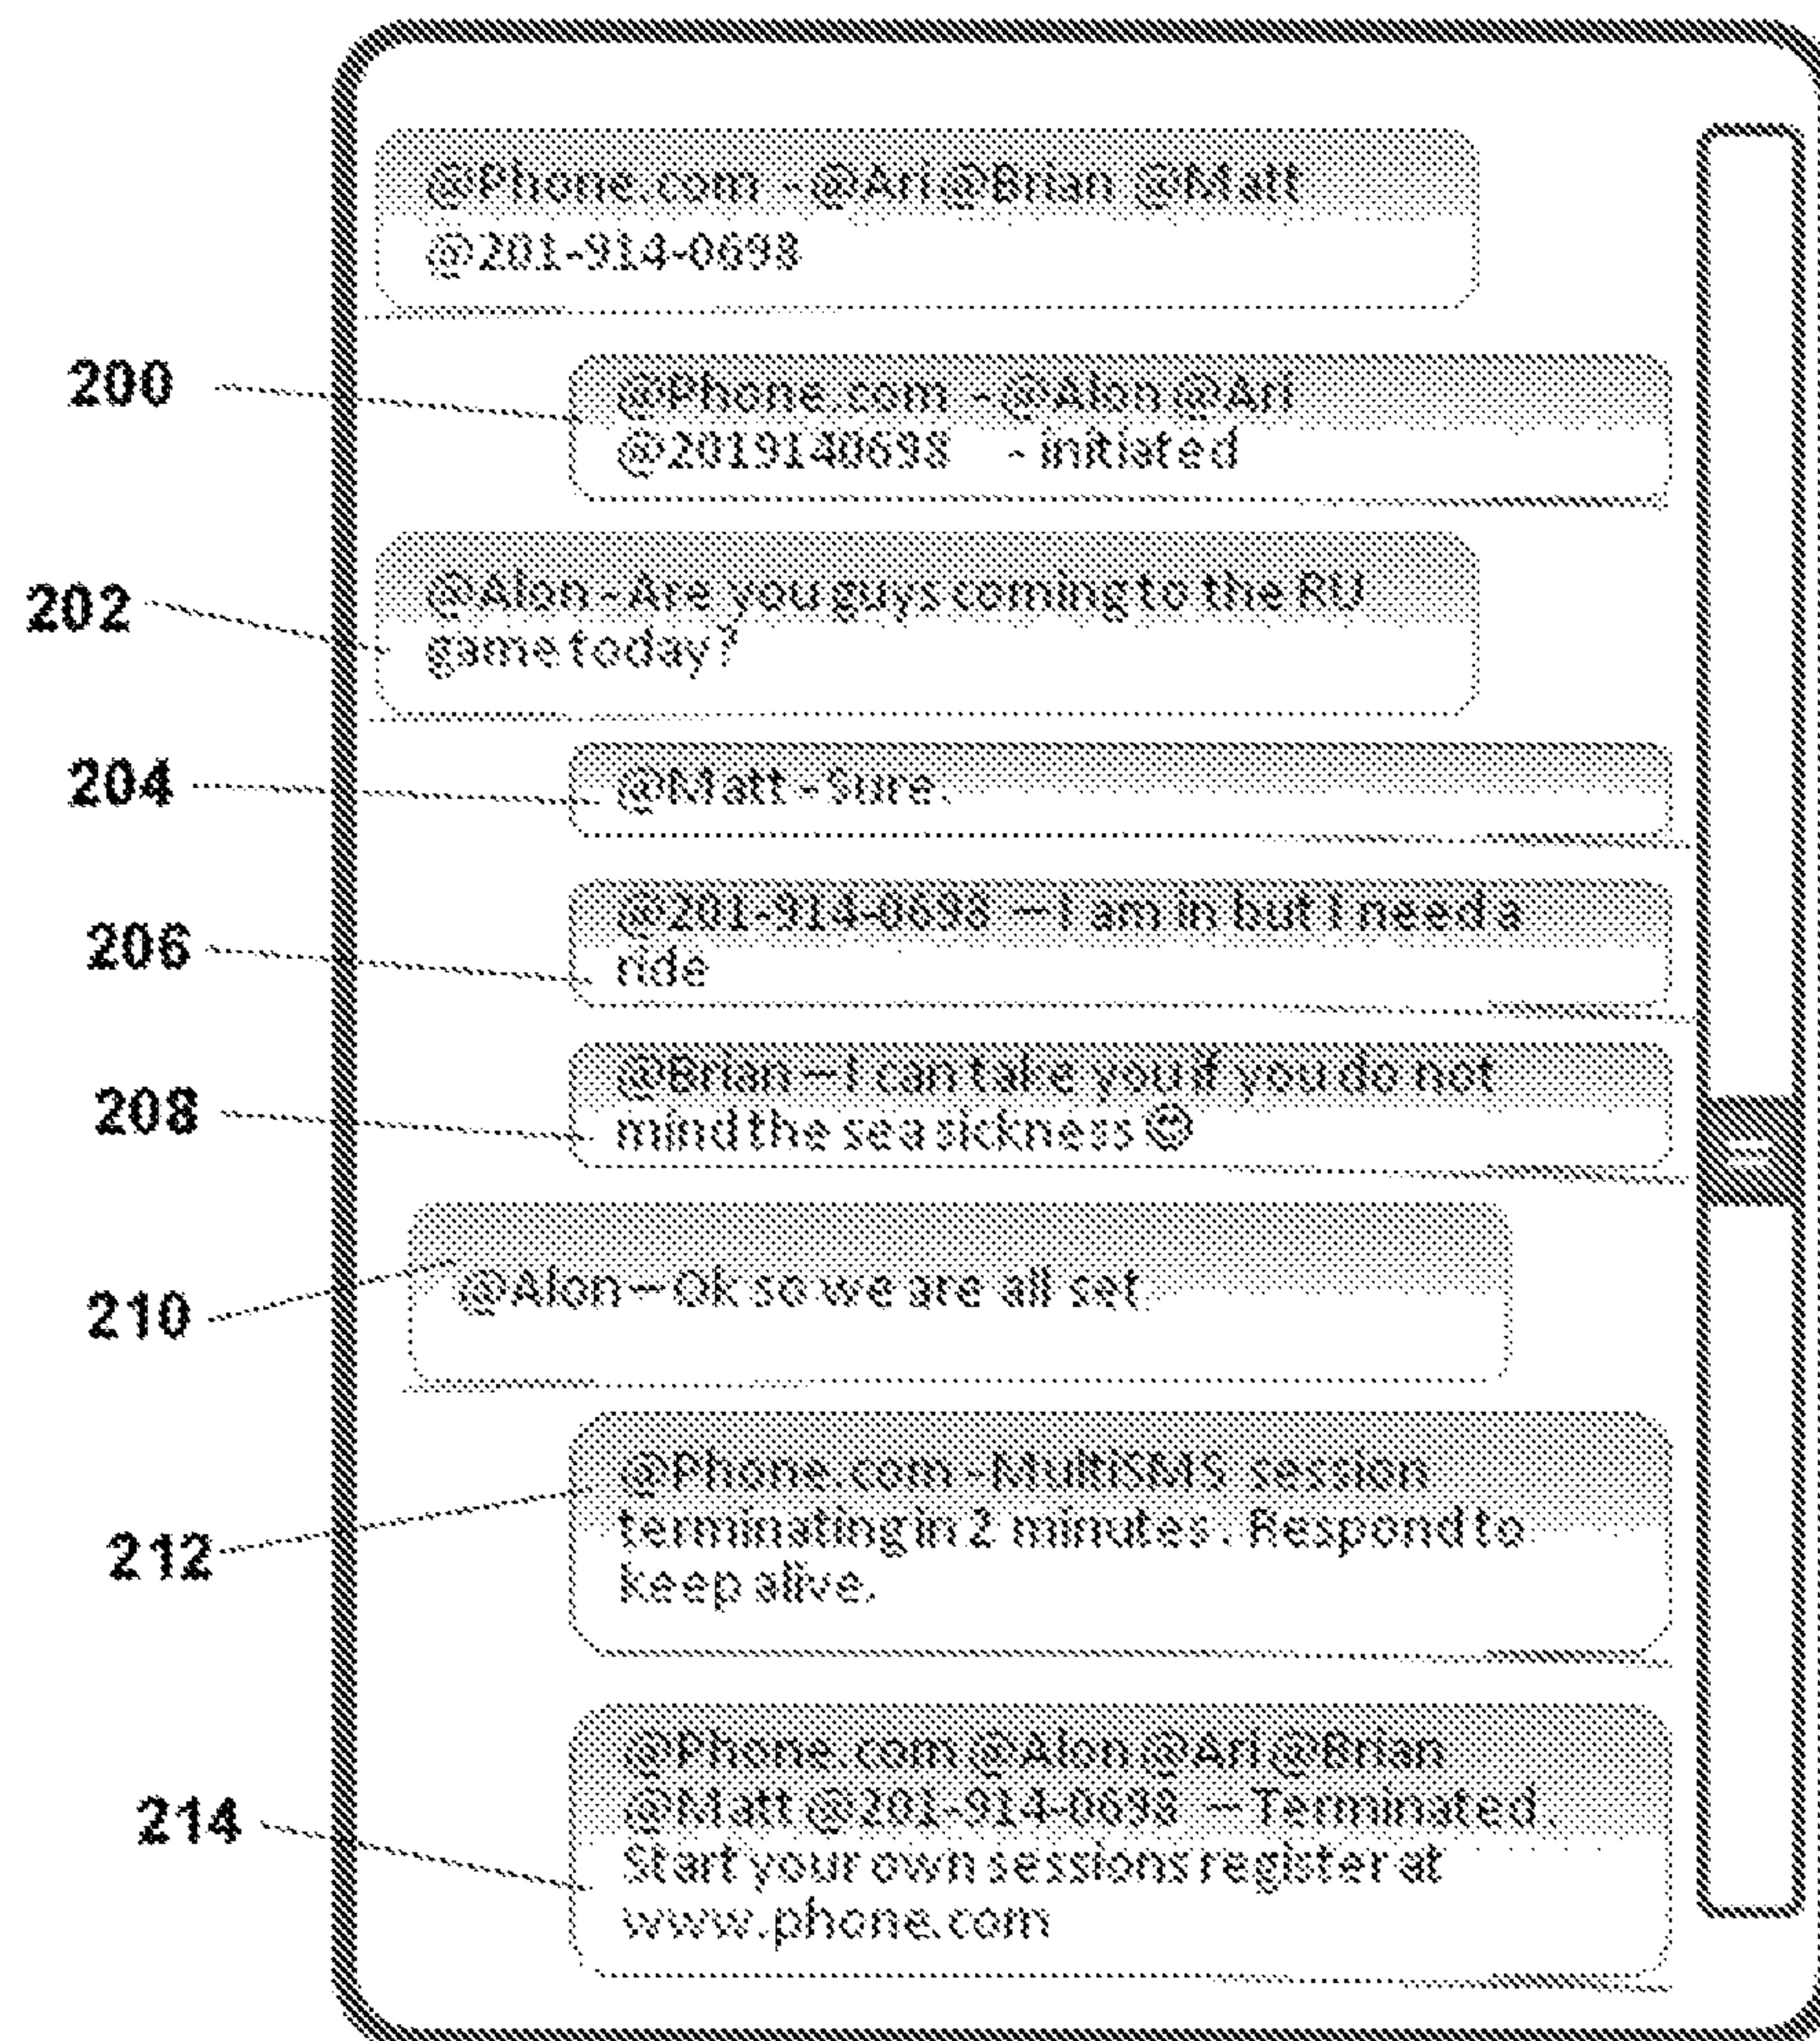 @Phone.com - @Ari @Brian @Matt
@201-914-0698
200
@Phone.com - @Alon @Ari
@2019140698 - initiated
202
@Alon - Are you guys coming to the RU
game today?
204
@Matt - Sure.
206
@201-914-0698 — I am in but I need a
ride
208
@Brian — I can take you if you do not
mind the sea sickness ☺
210
@Alon — Ok so we are all set
212
@Phone.com - MultiSMS session
terminating in 2 minutes. Respond to
keep alive.
214
@Phone.com @Alon @Ari @Brian
@Matt @201-914-0698 — Terminated.
Start your own sessions register at
www.phone.com